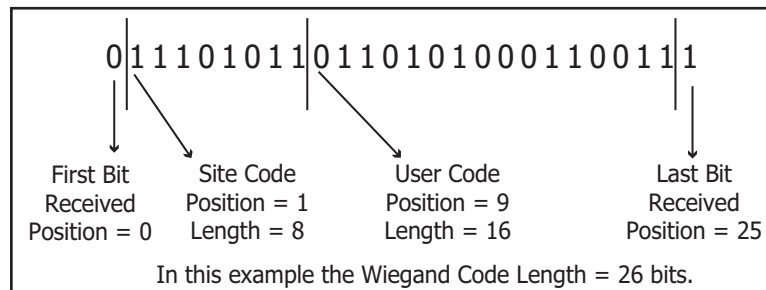 0 1 1 1 0 1 0 1 1 0 1 1 0 1 0 1 0 0 0 1 1 0 0 1 1 1
First Bit
Received
Position = 0
Site Code
Position = 1
Length = 8
User Code
Position = 9
Length = 16
Last Bit
Received
Position = 25
In this example the Wiegand Code Length = 26 bits.